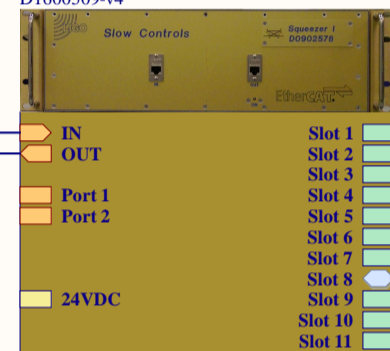 D1600309-v4
Slow Controls
Squeezer 1
D0902578
EtherCAT
IN
OUT
Port 1
Port 2
24VDC
Slot 1
Slot 2
Slot 3
Slot 4
Slot 5
Slot 6
Slot 7
Slot 8
Slot 9
Slot 10
Slot 11